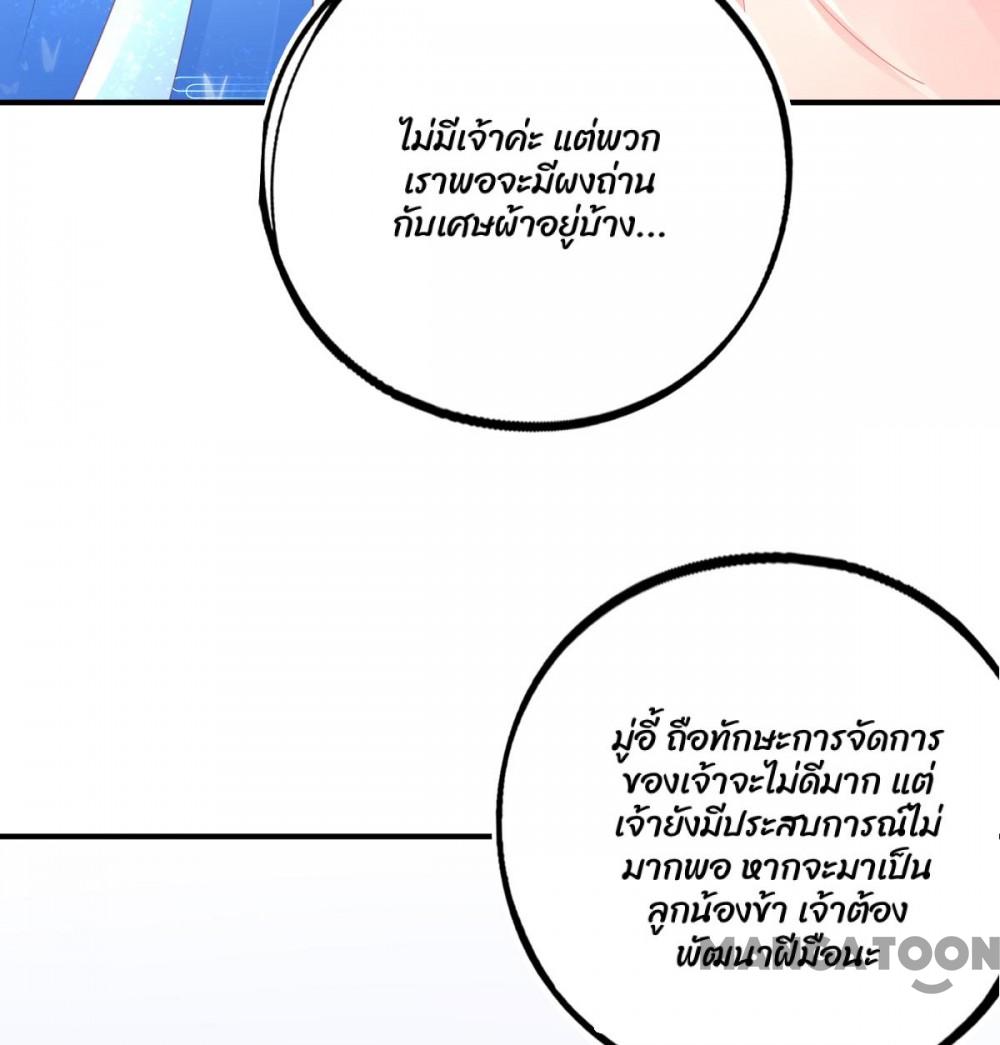 ไม่มีเจ้าค่ะ แต่พวก
เราพอจะมีผงถ่าน
กับเศษผ้าอยู่บ้าง...
มู่อี้ ถือทักษะการจัดการ
ของเจ้าจะไม่ดีมาก แต่
เจ้ายังมีประสบการณ์ไม่
มากพอ หากจะมาเป็น
ลูกน้องข้า เจ้าต้อง
พัฒนาฝีมือนะ
MANGATOON